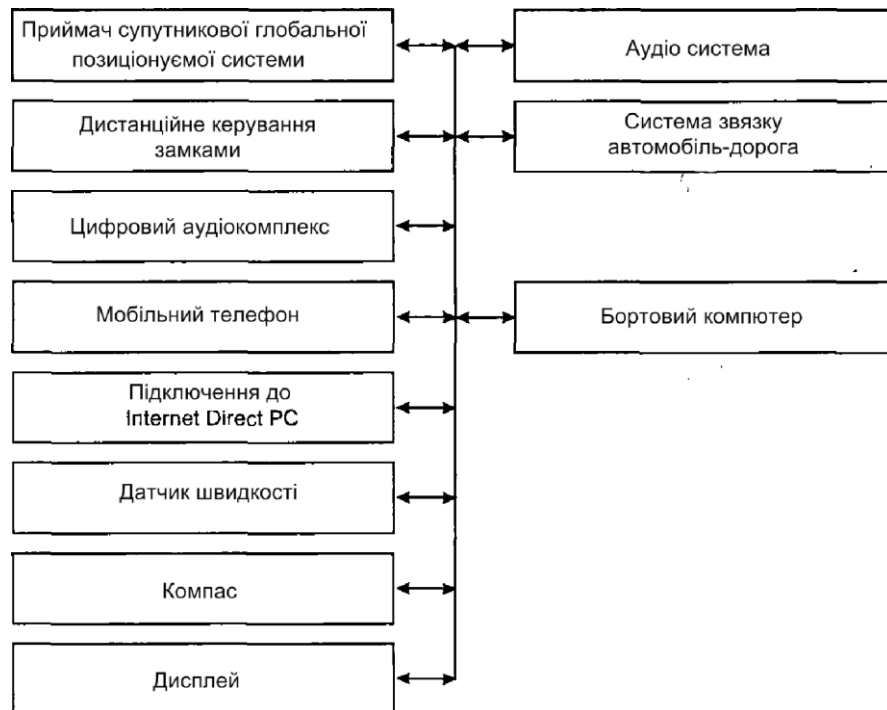 Приймач супутникової глобальної
позиціонуємої системи
Аудіо система
Дистанційне керування
замками
Система звязку
автомобіль-дорога
Цифровий аудіокомплекс
Мобільний телефон
Бортовий компютер
Підключення до
Internet Direct PC
Датчик швидкості
Компас
Дисплей